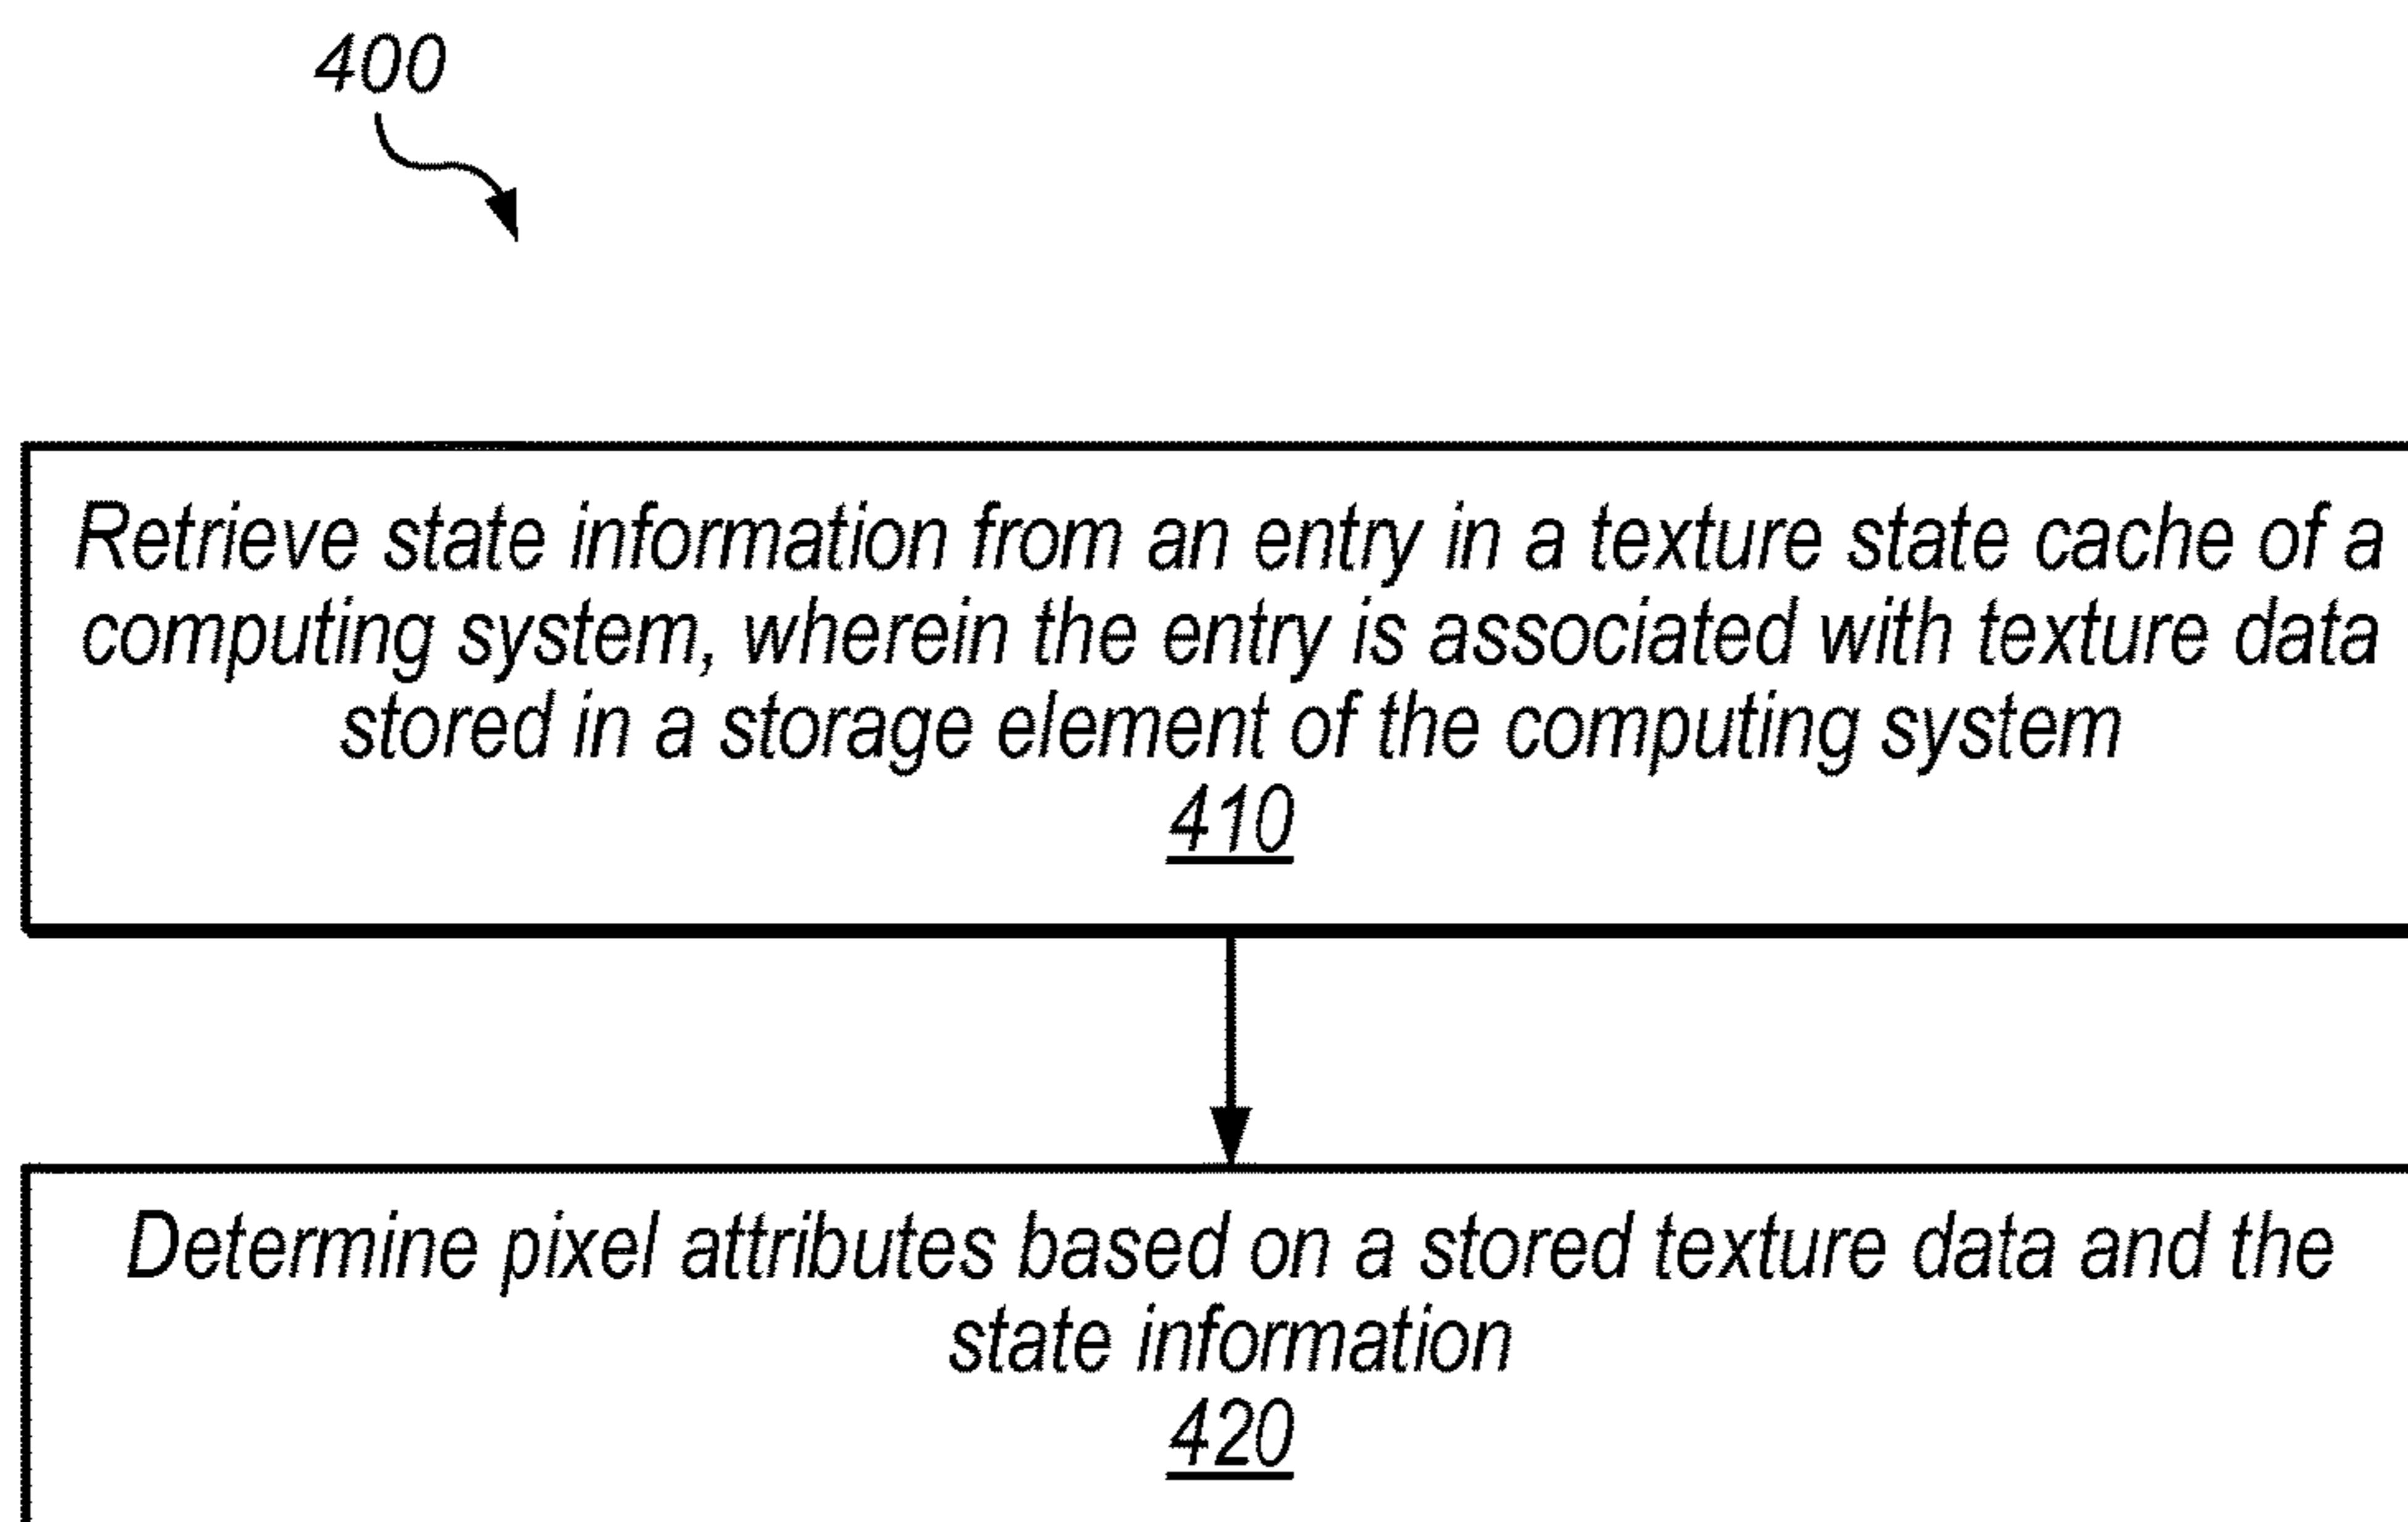 400
Retrieve state information from an entry in a texture state cache of a
computing system, wherein the entry is associated with texture data
stored in a storage element of the computing system
410
Determine pixel attributes based on a stored texture data and the
state information
420